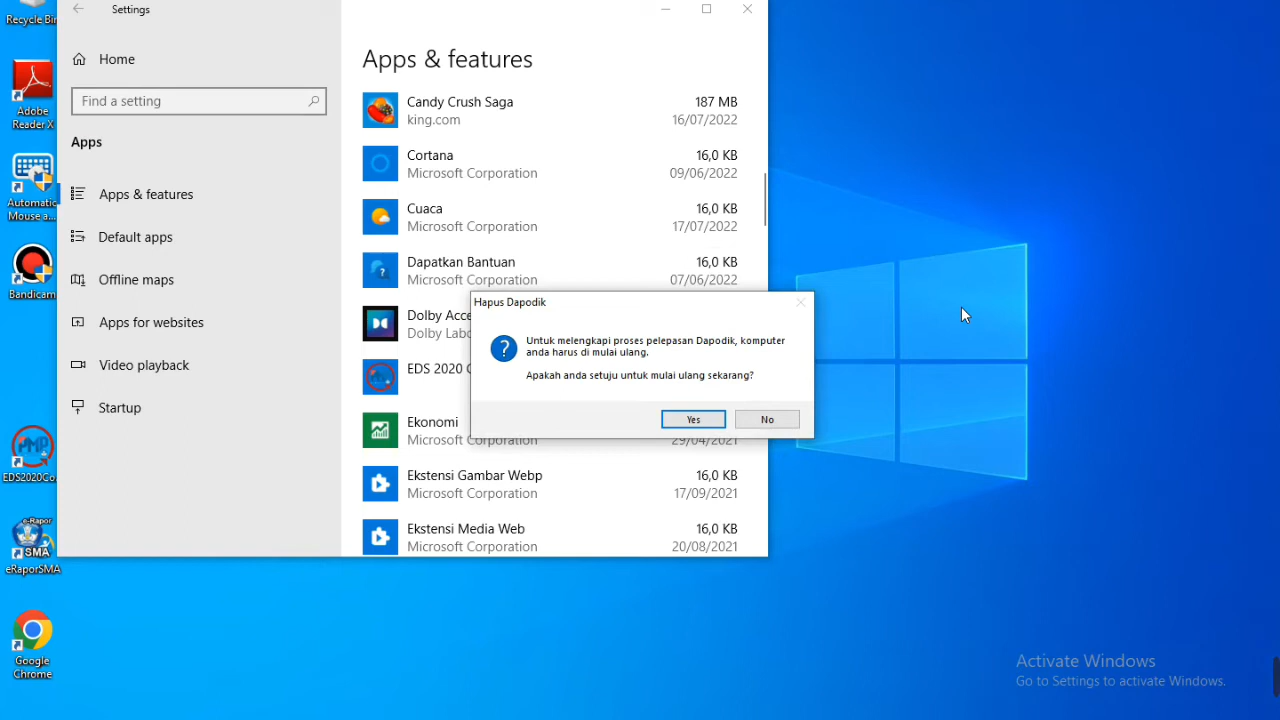 Recycle Bin
Adobe
Reader X
Automatic
Mouse a...
Bandicam
EDS2020Co...
e-Rapor
SMA
eRaporSMA
Google
Chrome
Settings
Home
Find a setting
Apps
Apps & features
Default apps
Offline maps
Apps for websites
Video playback
Startup
Apps & features
Candy Crush Saga 187 MB
king.com 16/07/2022
Cortana 16,0 KB
Microsoft Corporation 09/06/2022
Cuaca 16,0 KB
Microsoft Corporation 17/07/2022
Dapatkan Bantuan 16,0 KB
Microsoft Corporation 07/06/2022
Dolby Acce
Dolby Labo
EDS 2020
Ekonomi
Microsoft Corporation 29/04/2021
Ekstensi Gambar Webp 16,0 KB
Microsoft Corporation 17/09/2021
Ekstensi Media Web 16,0 KB
Microsoft Corporation 20/08/2021
Hapus Dapodik
Untuk melengkapi proses pelepasan Dapodik, komputer
anda harus di mulai ulang.
Apakah anda setuju untuk mulai ulang sekarang?
Yes No
Activate Windows
Go to Settings to activate Windows.